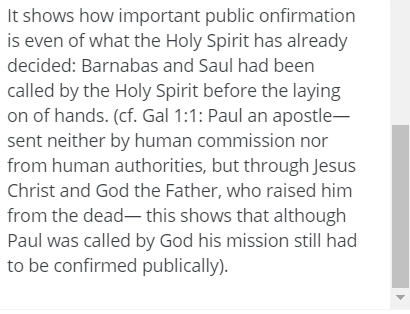 It shows how important public onfirmation
is even of what the Holy Spirit has already
decided: Barnabas and Saul had been
called by the Holy Spirit before the laying
on of hands. (cf. Gal 1:1: Paul an apostle—
sent neither by human commission nor
from human authorities, but through Jesus
Christ and God the Father, who raised him
from the dead— this shows that although
Paul was called by God his mission still had
to be confirmed publically).